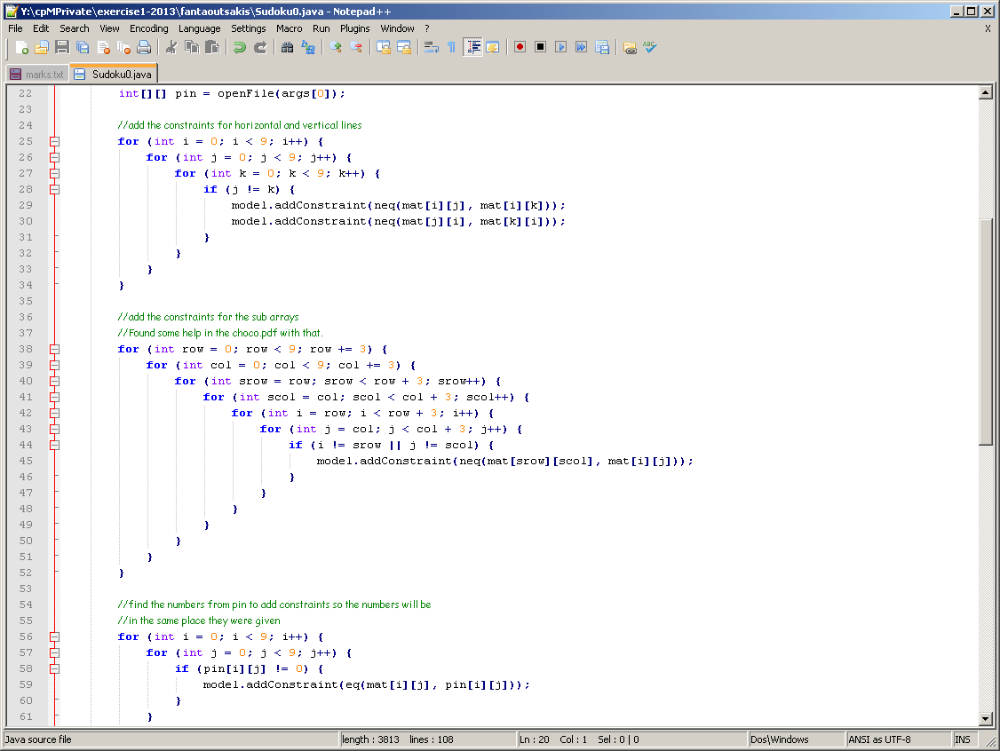 Y:\cpMPrivate\exercise1-2013\fantaoutsakis\Sudoku0.java - Notepad++
File Edit Search View Encoding Language Settings Macro Run Plugins Window ? X
marks.txt Sudoku0.java
22 int[][] pin = openFile(args[0]);
23
24 //add the constraints for horizontal and vertical lines
25 for (int i = 0; i < 9; i++) {
26 for (int j = 0; j < 9; j++) {
27 for (int k = 0; k < 9; k++) {
28 if (j != k) {
29 model.addConstraint(neq(mat[i][j], mat[i][k]));
30 model.addConstraint(neq(mat[j][i], mat[k][i]));
31 }
32 }
33 }
34 }
35
36 //add the constraints for the sub arrays
37 //Found some help in the choco.pdf with that.
38 for (int row = 0; row < 9; row += 3) {
39 for (int col = 0; col < 9; col += 3) {
40 for (int srow = row; srow < row + 3; srow++) {
41 for (int scol = col; scol < col + 3; scol++) {
42 for (int i = row; i < row + 3; i++) {
43 for (int j = col; j < col + 3; j++) {
44 if (i != srow || j != scol) {
45 model.addConstraint(neq(mat[srow][scol], mat[i][j]));
46 }
47 }
48 }
49 }
50 }
51 }
52 }
53
54 //find the numbers from pin to add constraints so the numbers will be
55 //in the same place they were given
56 for (int i = 0; i < 9; i++) {
57 for (int j = 0; j < 9; j++) {
58 if (pin[i][j] != 0) {
59 model.addConstraint(eq(mat[i][j], pin[i][j]));
60 }
61 }
Java source file length : 3813 lines : 108 Ln : 20 Col : 1 Sel : 0 | 0 Dos\Windows ANSI as UTF-8 INS